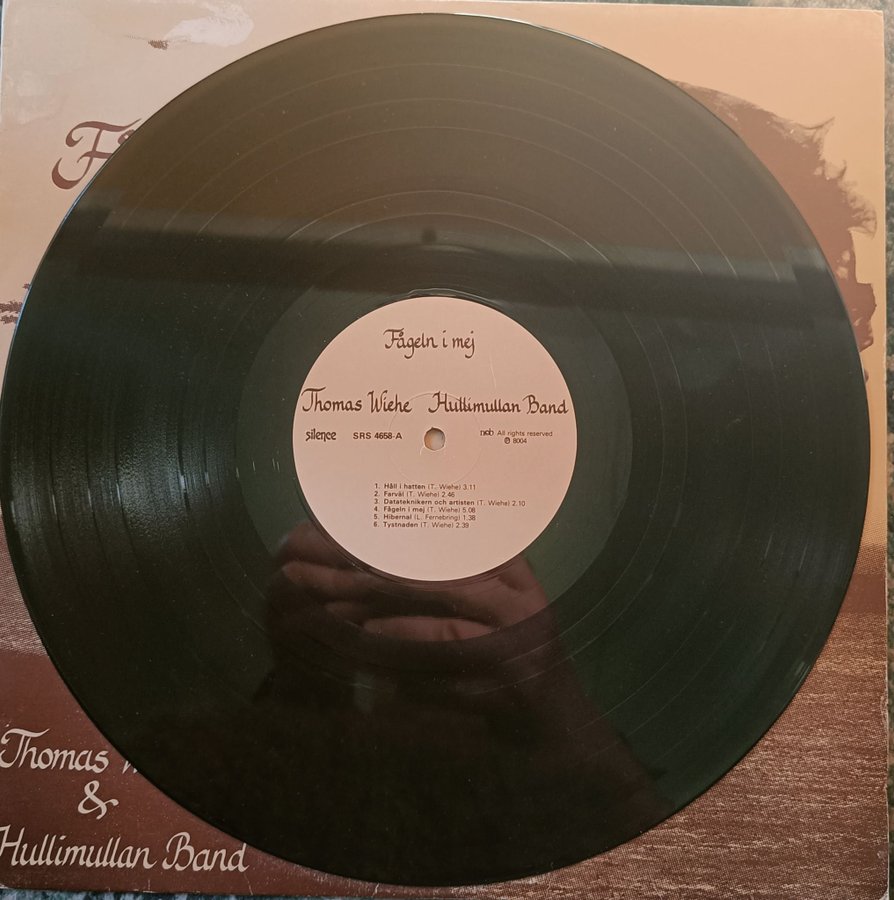 Fågeln i mej
Thomas Wiehe Hullimullan Band
silence SRS 4658-A ncb All rights reserved
℗ 8004
1. Håll i hatten (T. Wiehe) 3.11
2. Farväl (T. Wiehe) 2.46
3. Datateknikern och artisten (T. Wiehe) 2.10
4. Fågeln i mej (T. Wiehe) 5.08
5. Hibernal (L. Fernebring) 1.38
6. Tystnaden (T. Wiehe) 2.39
Thomas
&
Hullimullan Band